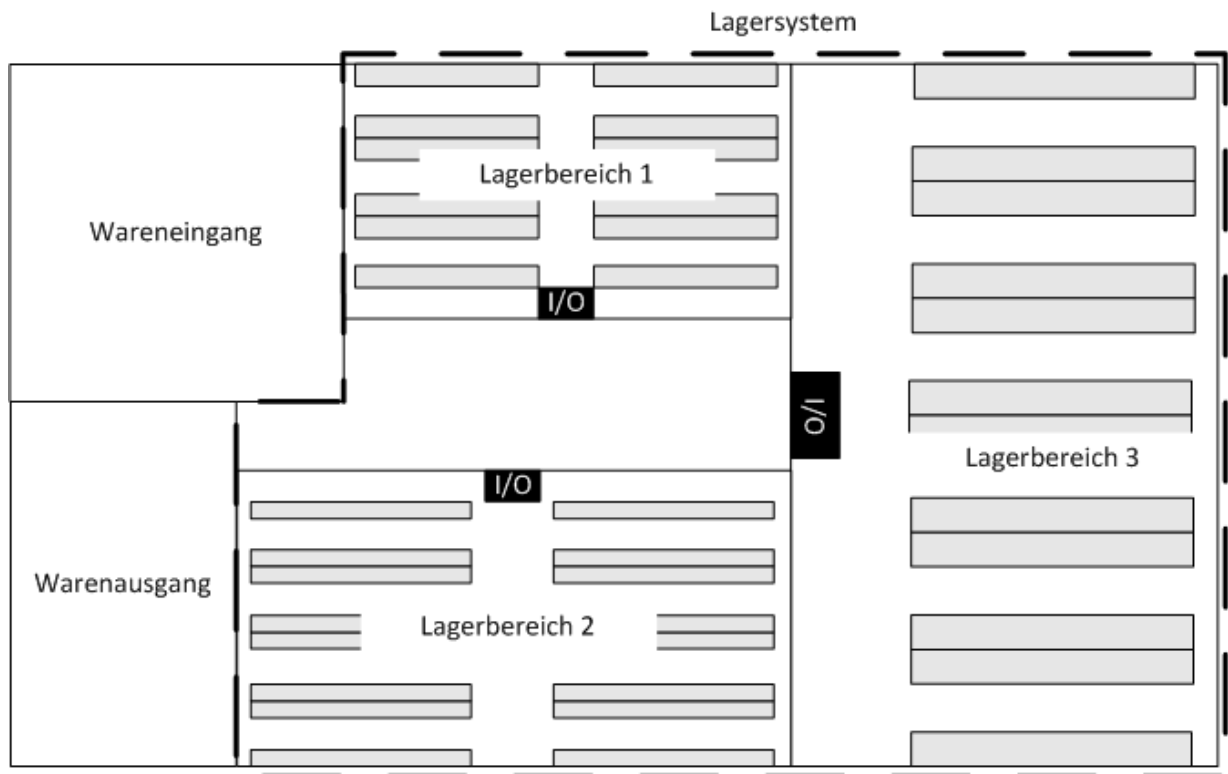 Lagersystem
Lagerbereich 1
Wareneingang
I/O
I/O
Lagerbereich 3
I/O
Warenausgang
Lagerbereich 2